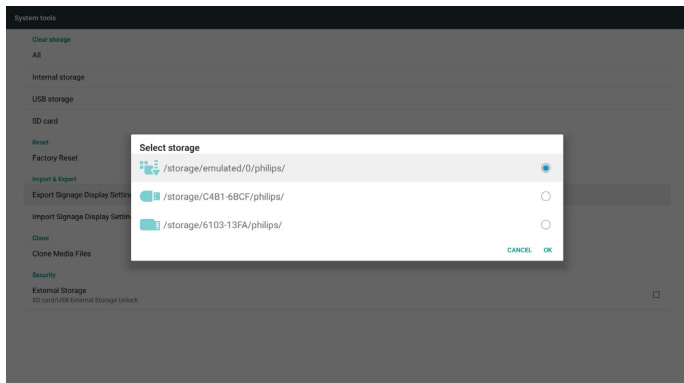 System tools
Clear storage
All
Internal storage
USB storage
SD card
Reset
Factory Reset
Import & Export
Export Signage Display Settin
Import Signage Display Settin
Clone
Clone Media Files
Security
External Storage
SD card/USB External Storage Unlock
Select storage
/storage/emulated/0/philips/
/storage/C4B1-6BCF/philips/
/storage/6103-13FA/philips/
CANCEL OK